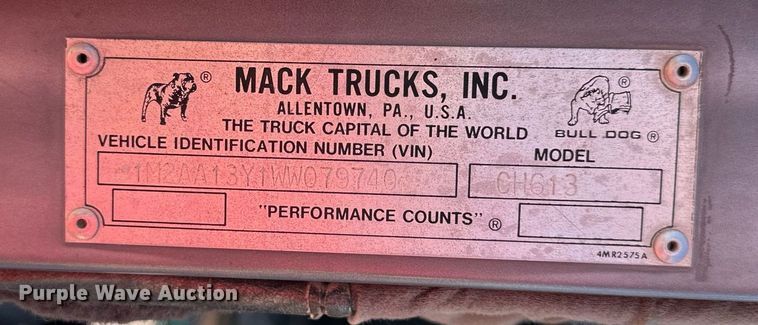 MACK TRUCKS, INC.
ALLENTOWN, PA., U.S.A.
THE TRUCK CAPITAL OF THE WORLD
BULL DOG ®
VEHICLE IDENTIFICATION NUMBER (VIN)
MODEL
1M2AA13Y1WW079740
CH613
"PERFORMANCE COUNTS" ®
4MR2575A
Purple Wave Auction